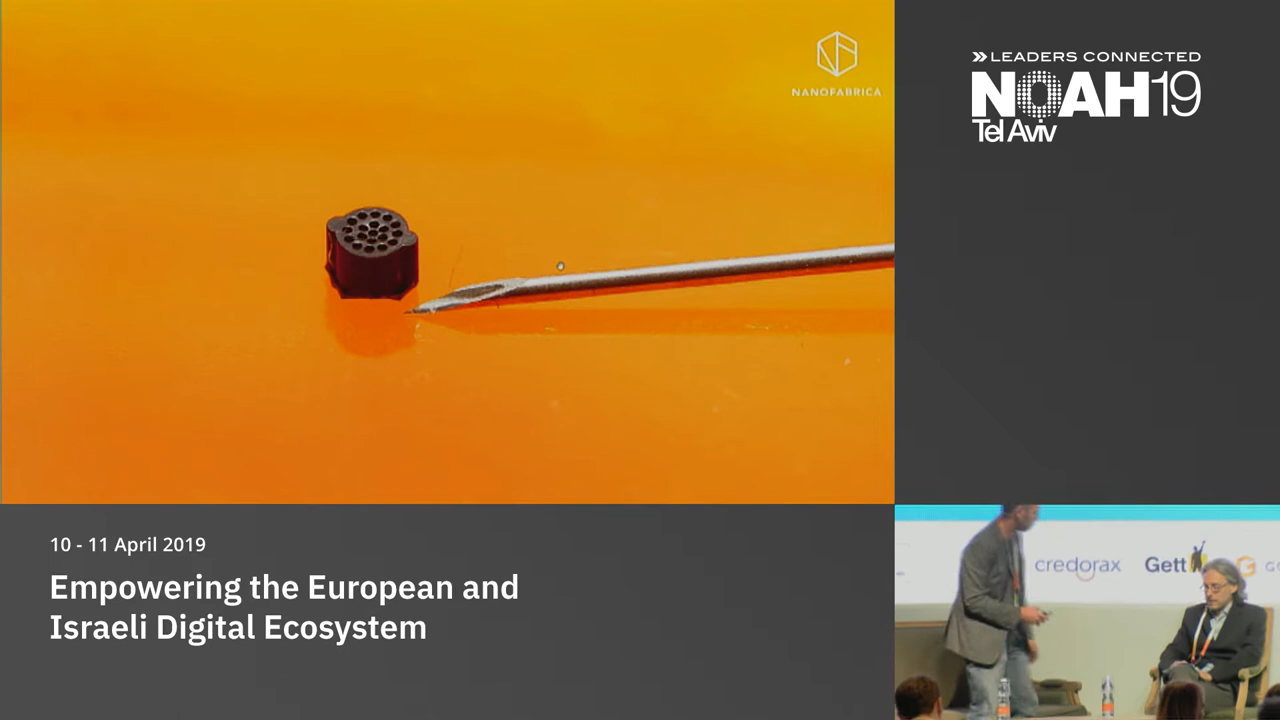 NANOFABRICA
LEADERS CONNECTED
NOAH19
Tel Aviv
10 - 11 April 2019
Empowering the European and
Israeli Digital Ecosystem
credorax
Gett